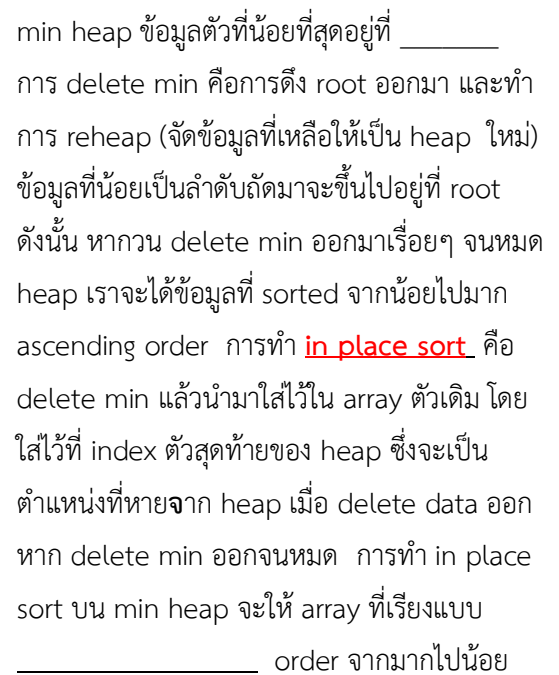 min heap ข้อมูลตัวที่น้อยที่สุดอยู่ที่ _______
การ delete min คือการดึง root ออกมา และทำ
การ reheap (จัดข้อมูลที่เหลือให้เป็น heap ใหม่)
ข้อมูลที่น้อยเป็นลำดับถัดมาจะขึ้นไปอยู่ที่ root
ดังนั้น หากวน delete min ออกมาเรื่อยๆ จนหมด
heap เราจะได้ข้อมูลที่ sorted จากน้อยไปมาก
ascending order การทำ in place sort คือ
delete min แล้วนำมาใส่ไว้ใน array ตัวเดิม โดย
ใส่ไว้ที่ index ตัวสุดท้ายของ heap ซึ่งจะเป็น
ตำแหน่งที่หายจาก heap เมื่อ delete data ออก
หาก delete min ออกจนหมด การทำ in place
sort บน min heap จะให้ array ที่เรียงแบบ
_________________ order จากมากไปน้อย